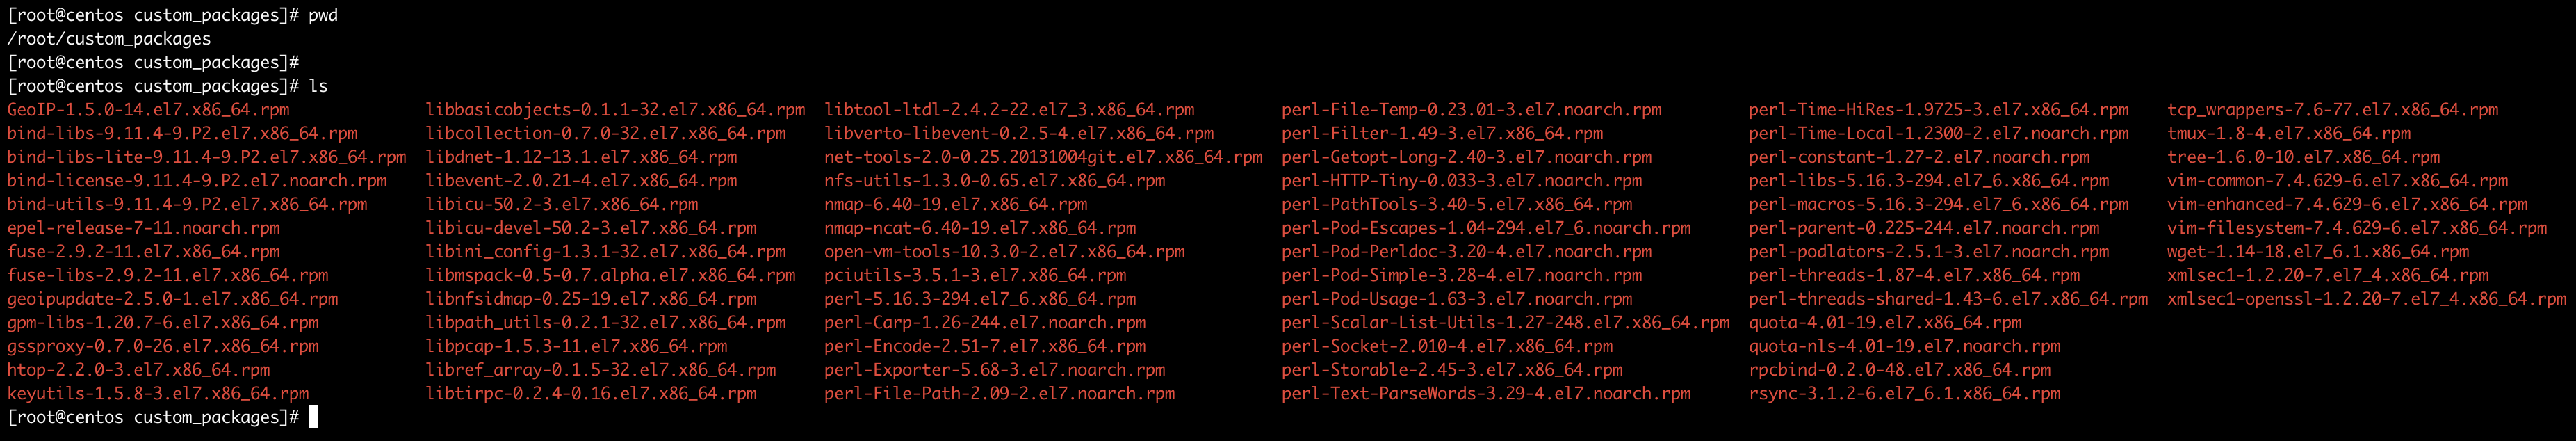 [root@centos custom_packages]# pwd
/root/custom_packages
[root@centos custom_packages]#
[root@centos custom_packages]# ls
GeoIP-1.5.0-14.el7.x86_64.rpm libbasicobjects-0.1.1-32.el7.x86_64.rpm libtool-ltdl-2.4.2-22.el7_3.x86_64.rpm perl-File-Temp-0.23.01-3.el7.noarch.rpm perl-Time-HiRes-1.9725-3.el7.x86_64.rpm tcp_wrappers-7.6-77.el7.x86_64.rpm
bind-libs-9.11.4-9.P2.el7.x86_64.rpm libcollection-0.7.0-32.el7.x86_64.rpm libverto-libevent-0.2.5-4.el7.x86_64.rpm perl-Filter-1.49-3.el7.x86_64.rpm perl-Time-Local-1.2300-2.el7.noarch.rpm tmux-1.8-4.el7.x86_64.rpm
bind-libs-lite-9.11.4-9.P2.el7.x86_64.rpm libdnet-1.12-13.1.el7.x86_64.rpm net-tools-2.0-0.25.20131004git.el7.x86_64.rpm perl-Getopt-Long-2.40-3.el7.noarch.rpm perl-constant-1.27-2.el7.noarch.rpm tree-1.6.0-10.el7.x86_64.rpm
bind-license-9.11.4-9.P2.el7.noarch.rpm libevent-2.0.21-4.el7.x86_64.rpm nfs-utils-1.3.0-0.65.el7.x86_64.rpm perl-HTTP-Tiny-0.033-3.el7.noarch.rpm perl-libs-5.16.3-294.el7_6.x86_64.rpm vim-common-7.4.629-6.el7.x86_64.rpm
bind-utils-9.11.4-9.P2.el7.x86_64.rpm libicu-50.2-3.el7.x86_64.rpm nmap-6.40-19.el7.x86_64.rpm perl-PathTools-3.40-5.el7.x86_64.rpm perl-macros-5.16.3-294.el7_6.x86_64.rpm vim-enhanced-7.4.629-6.el7.x86_64.rpm
epel-release-7-11.noarch.rpm libicu-devel-50.2-3.el7.x86_64.rpm nmap-ncat-6.40-19.el7.x86_64.rpm perl-Pod-Escapes-1.04-294.el7_6.noarch.rpm perl-parent-0.225-244.el7.noarch.rpm vim-filesystem-7.4.629-6.el7.x86_64.rpm
fuse-2.9.2-11.el7.x86_64.rpm libini_config-1.3.1-32.el7.x86_64.rpm open-vm-tools-10.3.0-2.el7.x86_64.rpm perl-Pod-Perldoc-3.20-4.el7.noarch.rpm perl-podlators-2.5.1-3.el7.noarch.rpm wget-1.14-18.el7_6.1.x86_64.rpm
fuse-libs-2.9.2-11.el7.x86_64.rpm libmspack-0.5-0.7.alpha.el7.x86_64.rpm pciutils-3.5.1-3.el7.x86_64.rpm perl-Pod-Simple-3.28-4.el7.noarch.rpm perl-threads-1.87-4.el7.x86_64.rpm xmlsec1-1.2.20-7.el7_4.x86_64.rpm
geoipupdate-2.5.0-1.el7.x86_64.rpm libnfsidmap-0.25-19.el7.x86_64.rpm perl-5.16.3-294.el7_6.x86_64.rpm perl-Pod-Usage-1.63-3.el7.noarch.rpm perl-threads-shared-1.43-6.el7.x86_64.rpm xmlsec1-openssl-1.2.20-7.el7_4.x86_64.rpm
gpm-libs-1.20.7-6.el7.x86_64.rpm libpath_utils-0.2.1-32.el7.x86_64.rpm perl-Carp-1.26-244.el7.noarch.rpm perl-Scalar-List-Utils-1.27-248.el7.x86_64.rpm quota-4.01-19.el7.x86_64.rpm
gssproxy-0.7.0-26.el7.x86_64.rpm libpcap-1.5.3-11.el7.x86_64.rpm perl-Encode-2.51-7.el7.x86_64.rpm perl-Socket-2.010-4.el7.x86_64.rpm quota-nls-4.01-19.el7.noarch.rpm
htop-2.2.0-3.el7.x86_64.rpm libref_array-0.1.5-32.el7.x86_64.rpm perl-Exporter-5.68-3.el7.noarch.rpm perl-Storable-2.45-3.el7.x86_64.rpm rpcbind-0.2.0-48.el7.x86_64.rpm
keyutils-1.5.8-3.el7.x86_64.rpm libtirpc-0.2.4-0.16.el7.x86_64.rpm perl-File-Path-2.09-2.el7.noarch.rpm perl-Text-ParseWords-3.29-4.el7.noarch.rpm rsync-3.1.2-6.el7_6.1.x86_64.rpm
[root@centos custom_packages]#